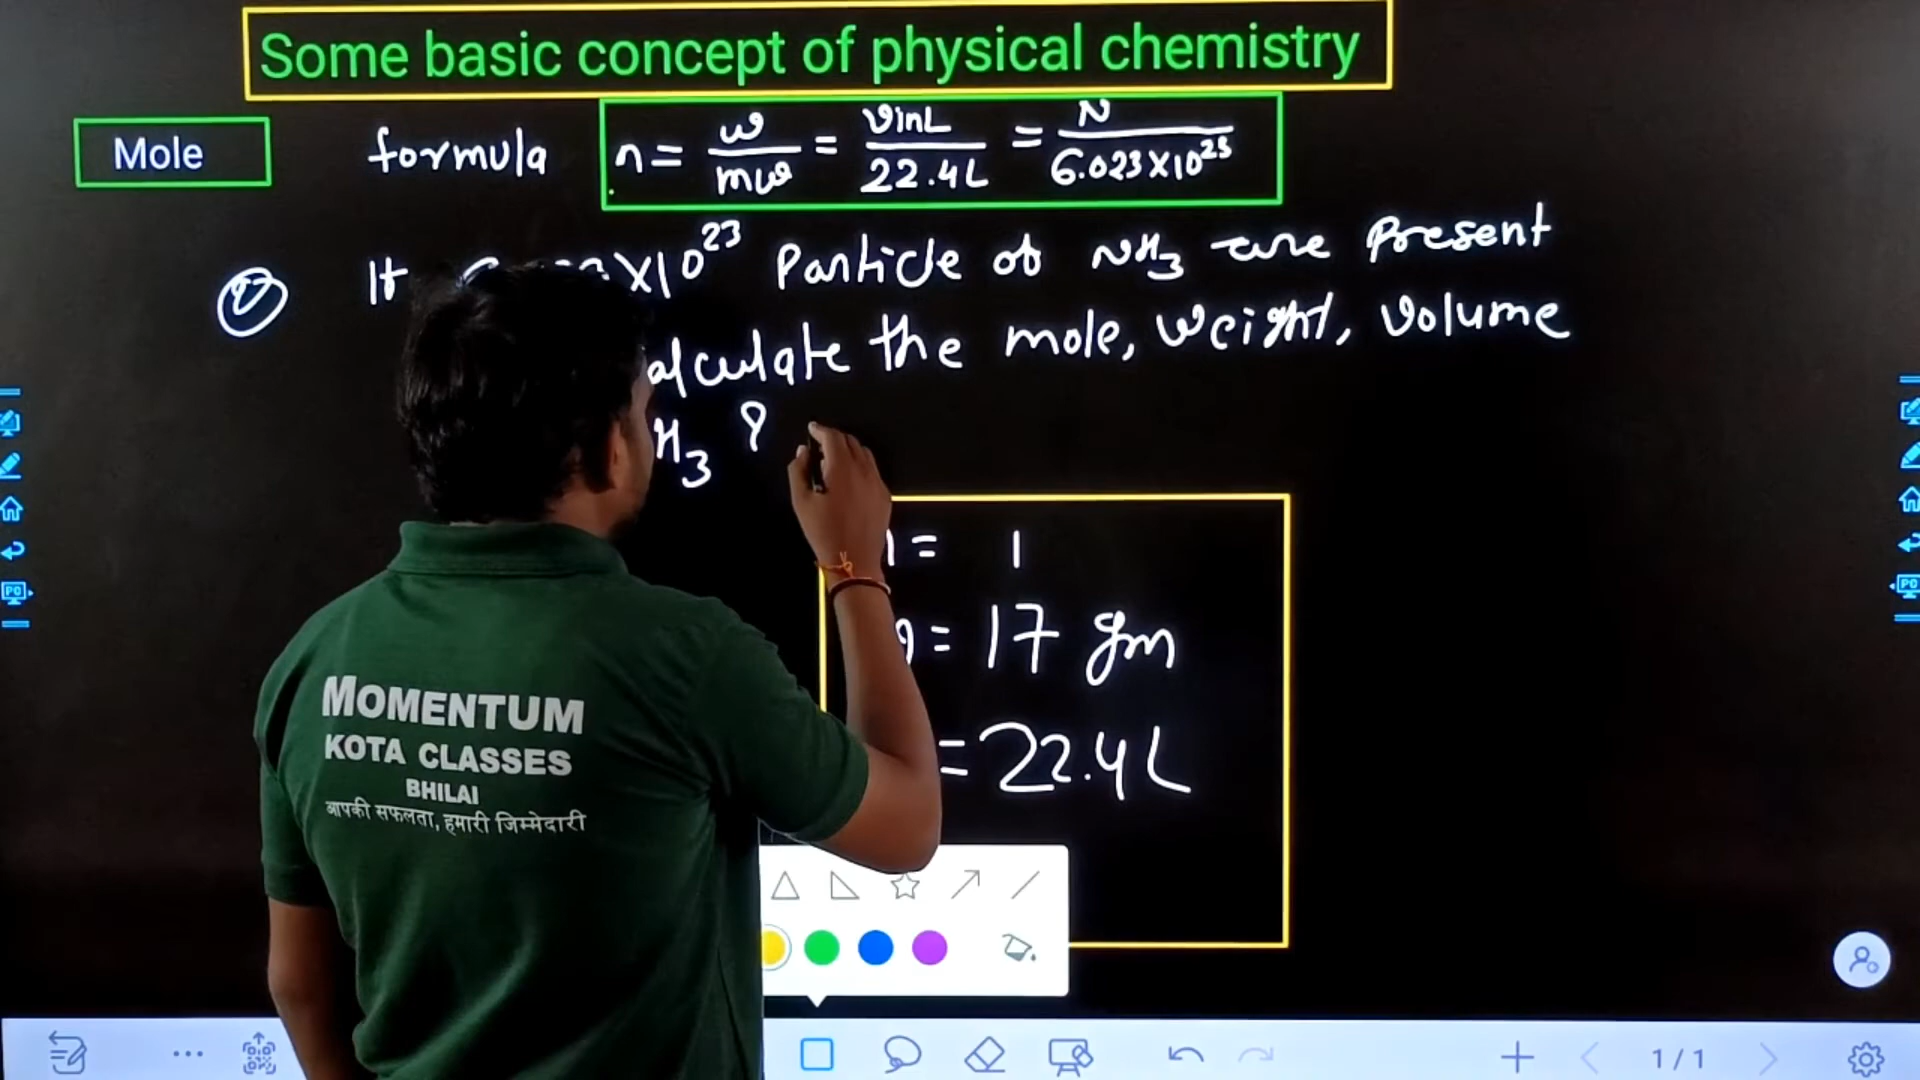 Some basic concept of physical chemistry
Mole
formula n = w/mw = VinL/22.4L = N/6.023×10²³
If ×10²³ Particle of NH₃ are present
alculate the mole, weight, volume
H₃ ?
= 1
= 17 gm
= 22.4L
MOMENTUM
KOTA CLASSES
BHILAI
आपकी सफलता, हमारी जिम्मेदारी
1 / 1